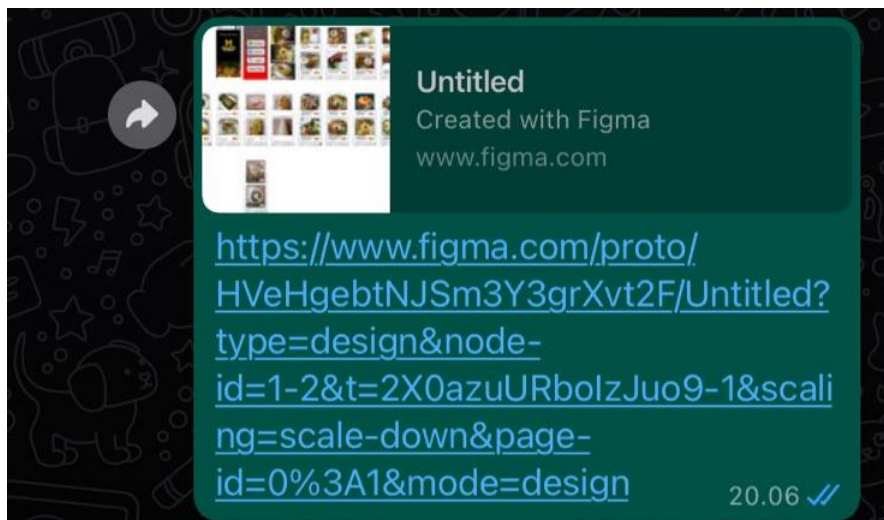 Untitled
Created with Figma
www.figma.com
https://www.figma.com/proto/
HVeHgebtNJSm3Y3grXvt2F/Untitled?
type=design&node-
id=1-2&t=2X0azuURboIzJuo9-1&scali
ng=scale-down&page-
id=0%3A1&mode=design
20.06